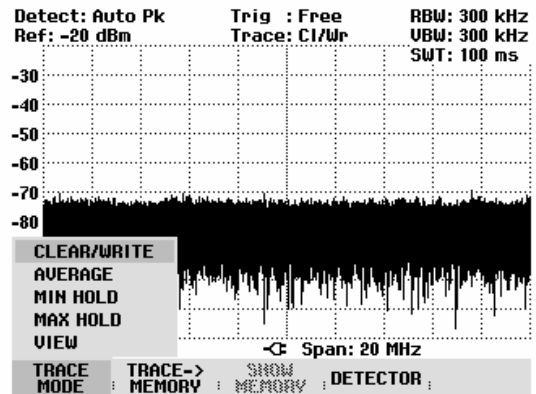 Detect: Auto Pk Trig : Free RBW: 300 kHz
Ref: -20 dBm Trace: Cl/Wr VBW: 300 kHz
SWT: 100 ms
-30
-40
-50
-60
-70
-80
CLEAR/WRITE
AVERAGE
MIN HOLD
MAX HOLD
VIEW
Span: 20 MHz
TRACE MODE
TRACE-> MEMORY
SHOW MEMORY
DETECTOR